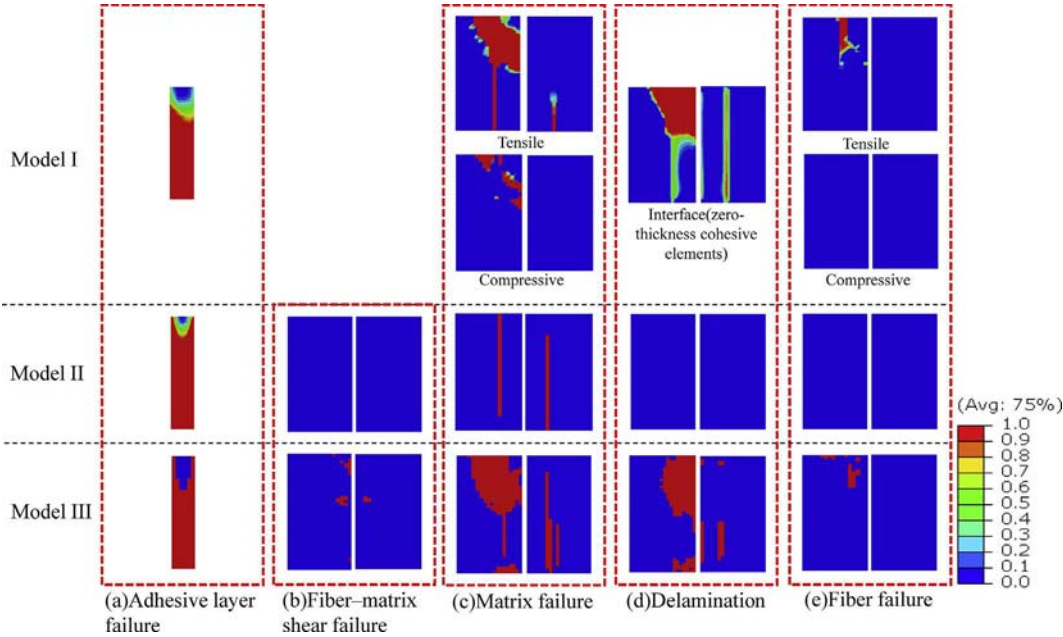 Model I
Tensile
Compressive
Interface(zero-
thickness cohesive
elements)
Tensile
Compressive
Model II
Model III
(Avg: 75%)
1.0
0.9
0.8
0.7
0.6
0.5
0.4
0.3
0.2
0.1
0.0
(a)Adhesive layer
failure
(b)Fiber–matrix
shear failure
(c)Matrix failure
(d)Delamination
(e)Fiber failure